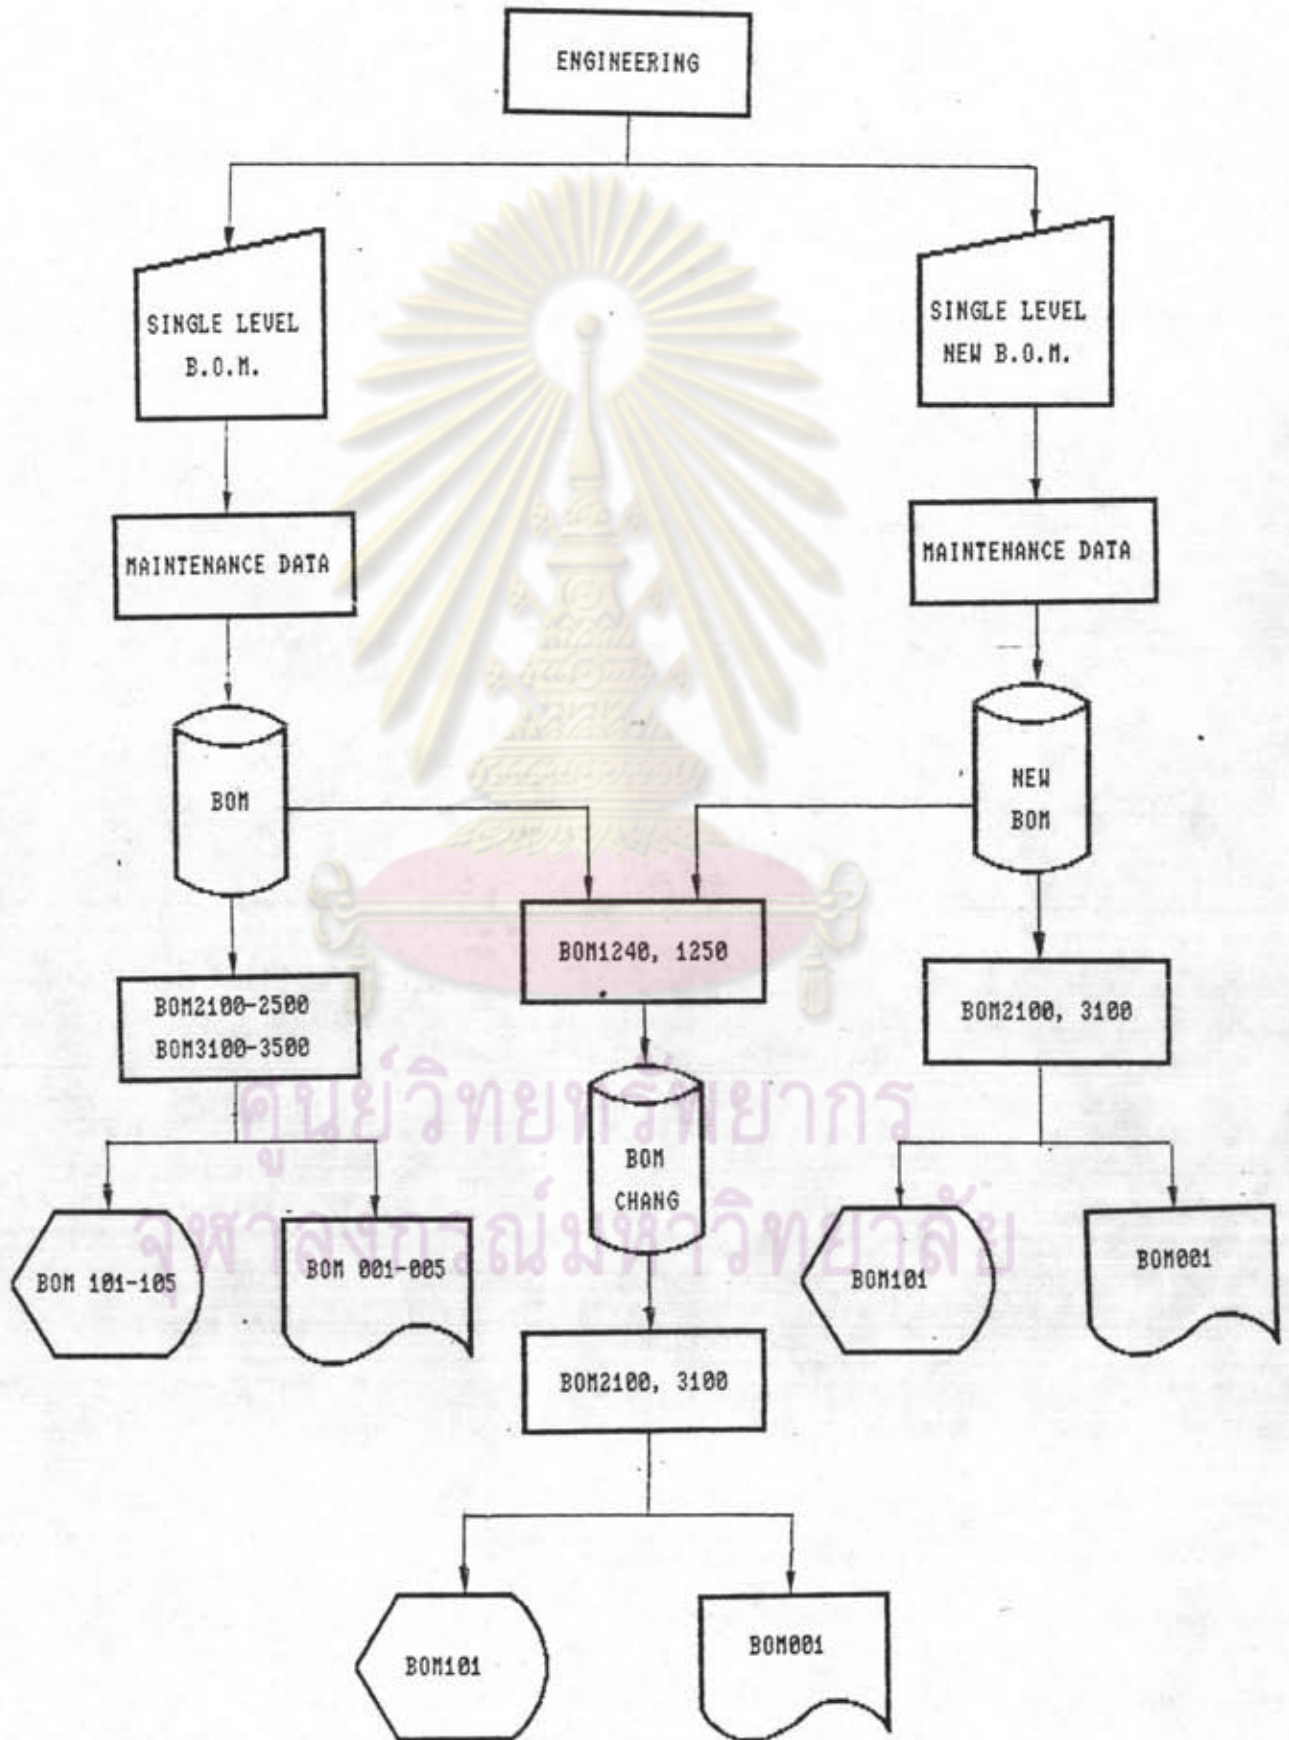 ENGINEERING
SINGLE LEVEL
B.O.M.
SINGLE LEVEL
NEW B.O.M.
MAINTENANCE DATA
MAINTENANCE DATA
BOM
NEW
BOM
BOM1240, 1250
BOM2100-2500
BOM3100-3500
BOM2100, 3100
BOM
CHANG
BOM 101-105
BOM 001-005
BOM101
BOM001
BOM2100, 3100
BOM101
BOM001
ศูนย์วิทยทรัพยากร
จุฬาลงกรณ์มหาวิทยาลัย